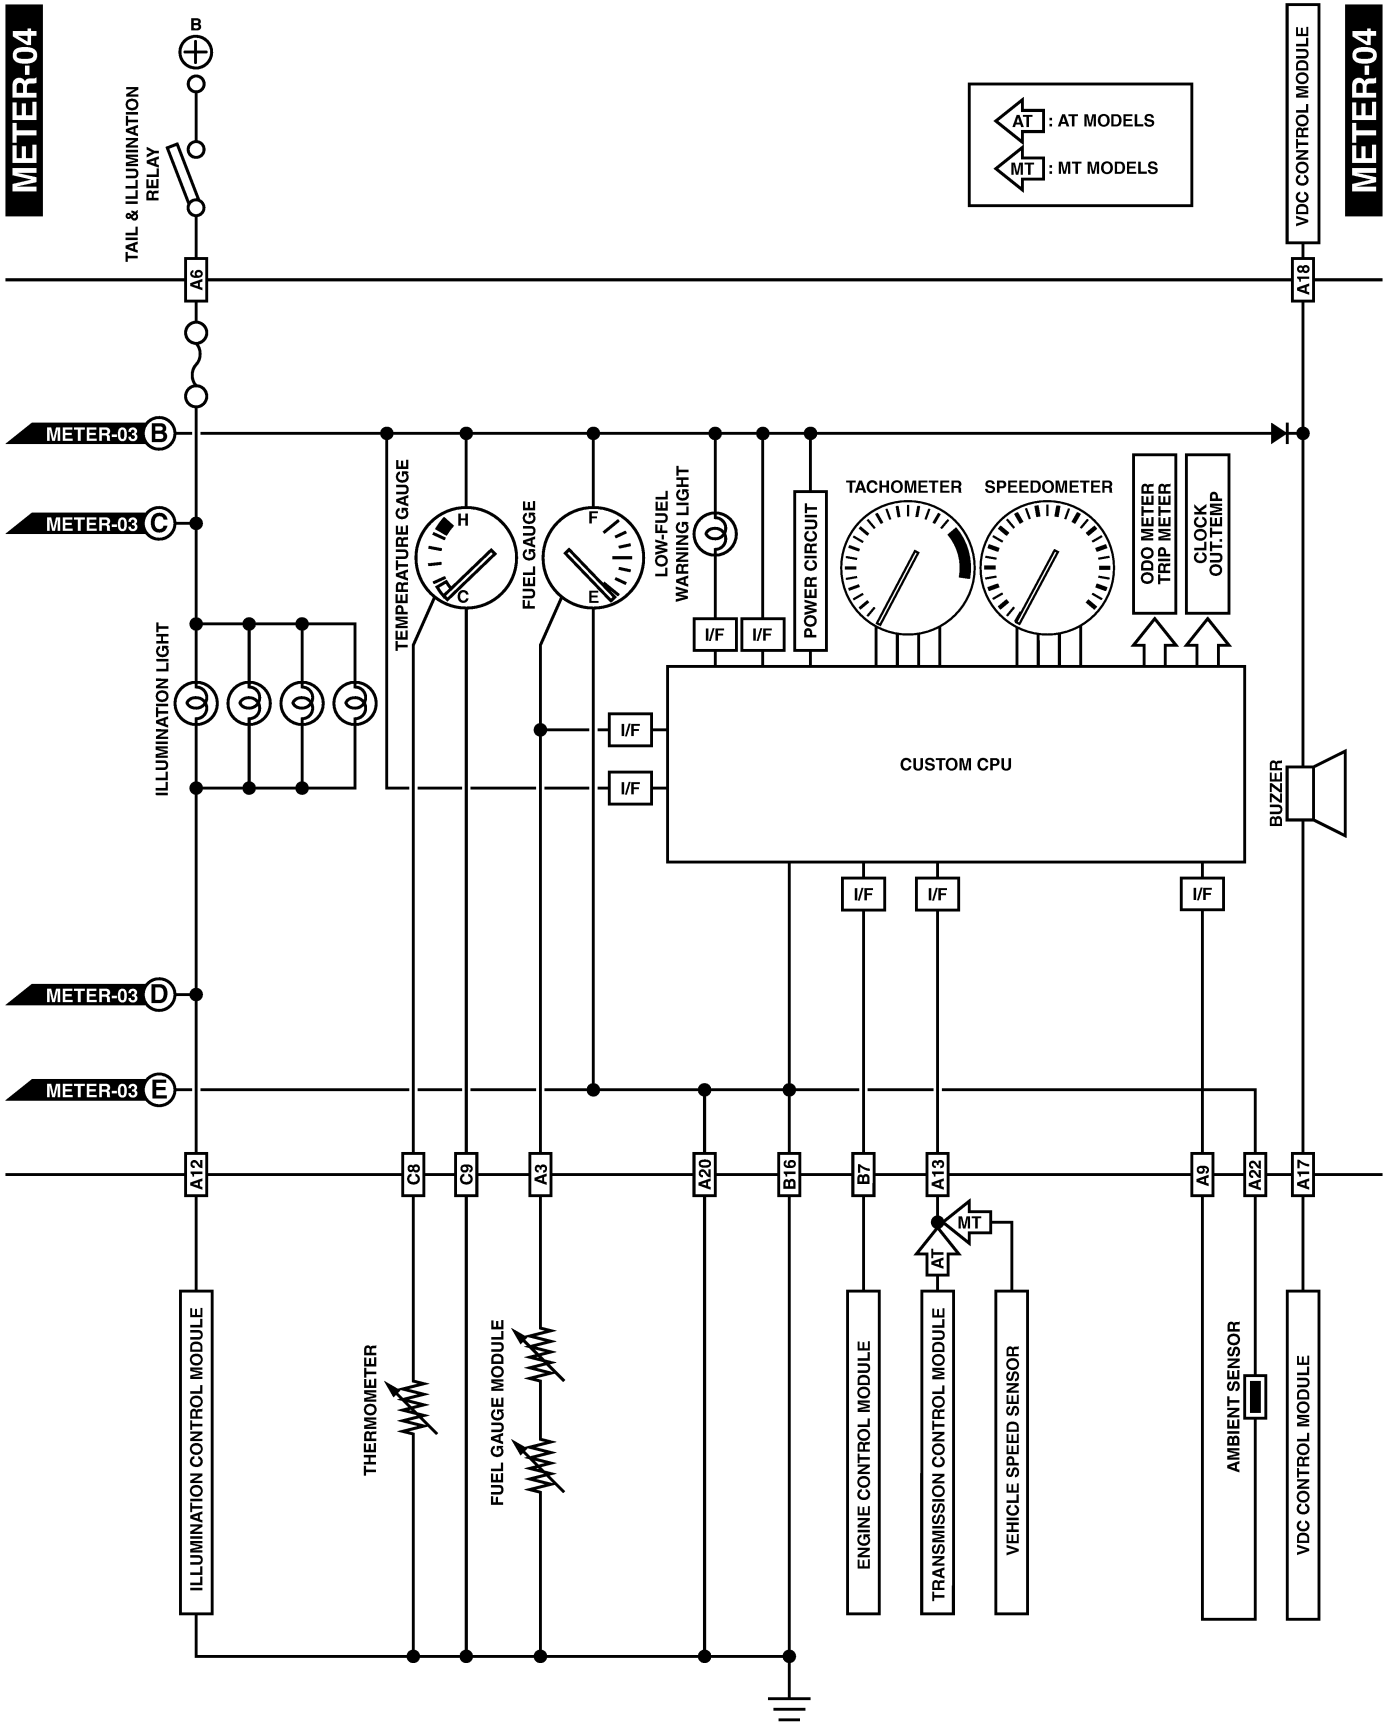 METER-04
B
TAIL & ILLUMINATION
RELAY
AT
: AT MODELS
MT
: MT MODELS
VDC CONTROL MODULE
METER-04
A6
A18
METER-03
B
METER-03
C
TEMPERATURE GAUGE
H
C
FUEL GAUGE
F
E
LOW-FUEL
WARNING LIGHT
I/F
I/F
POWER CIRCUIT
TACHOMETER
SPEEDOMETER
ODO METER
TRIP METER
CLOCK
OUT.TEMP
ILLUMINATION LIGHT
I/F
I/F
CUSTOM CPU
BUZZER
I/F
I/F
I/F
METER-03
D
METER-03
E
A12
C8
C9
A3
A20
B16
B7
A13
A9
A22
A17
MT
AT
ILLUMINATION CONTROL MODULE
THERMOMETER
FUEL GAUGE MODULE
ENGINE CONTROL MODULE
TRANSMISSION CONTROL MODULE
VEHICLE SPEED SENSOR
AMBIENT SENSOR
VDC CONTROL MODULE